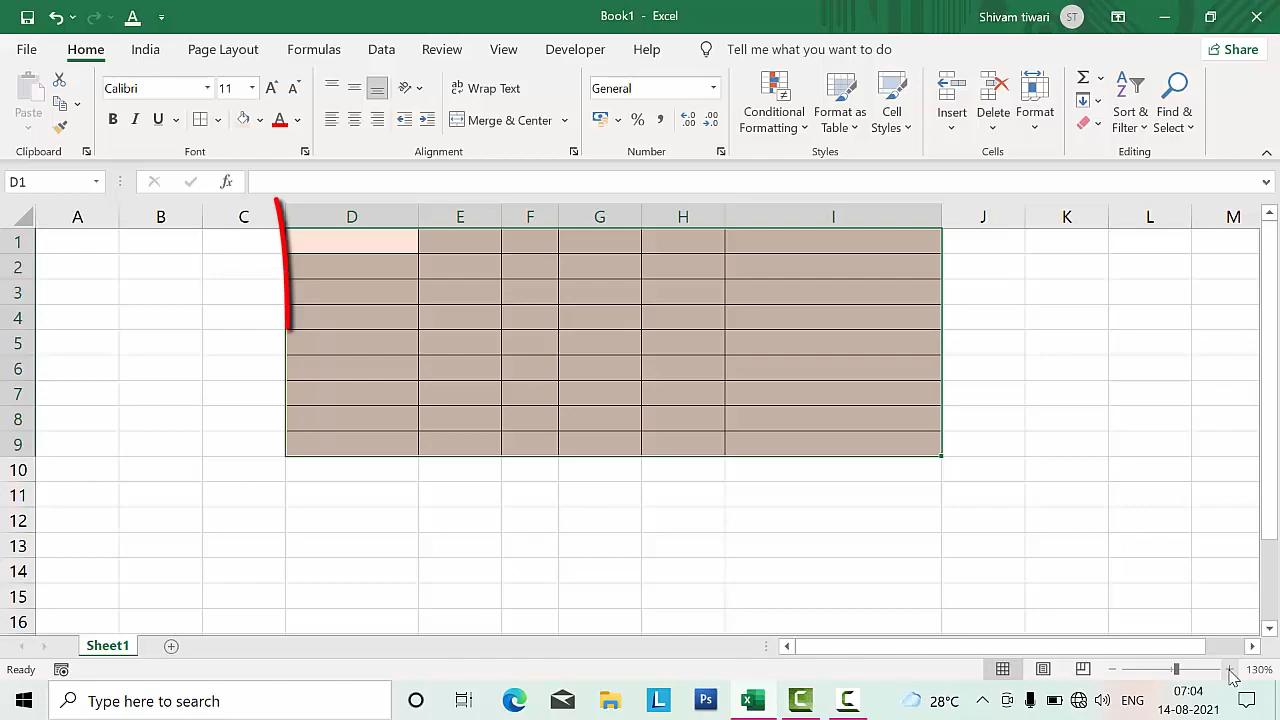 Book1 - Excel
Shivam tiwari ST
File Home India Page Layout Formulas Data Review View Developer Help Tell me what you want to do Share
Paste
Calibri 11
Wrap Text
General
Merge & Center
Conditional Formatting
Format as Table
Cell Styles
Insert
Delete
Format
Sort & Filter
Find & Select
Clipboard Font Alignment Number Styles Cells Editing
D1 fx
A B C D E F G H I J K L M
1
2
3
4
5
6
7
8
9
10
11
12
13
14
15
16
Sheet1
Ready 130%
Type here to search
28°C ENG 07:04
14-08-2021